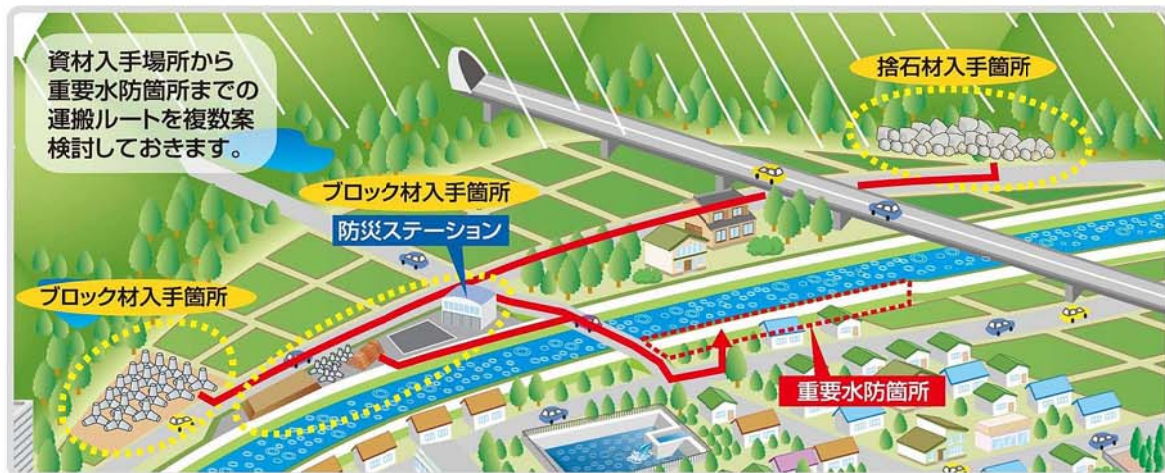 資材入手場所から
重要水防箇所までの
運搬ルートを複数案
検討しておきます。
捨石材入手箇所
ブロック材入手箇所
防災ステーション
ブロック材入手箇所
重要水防箇所